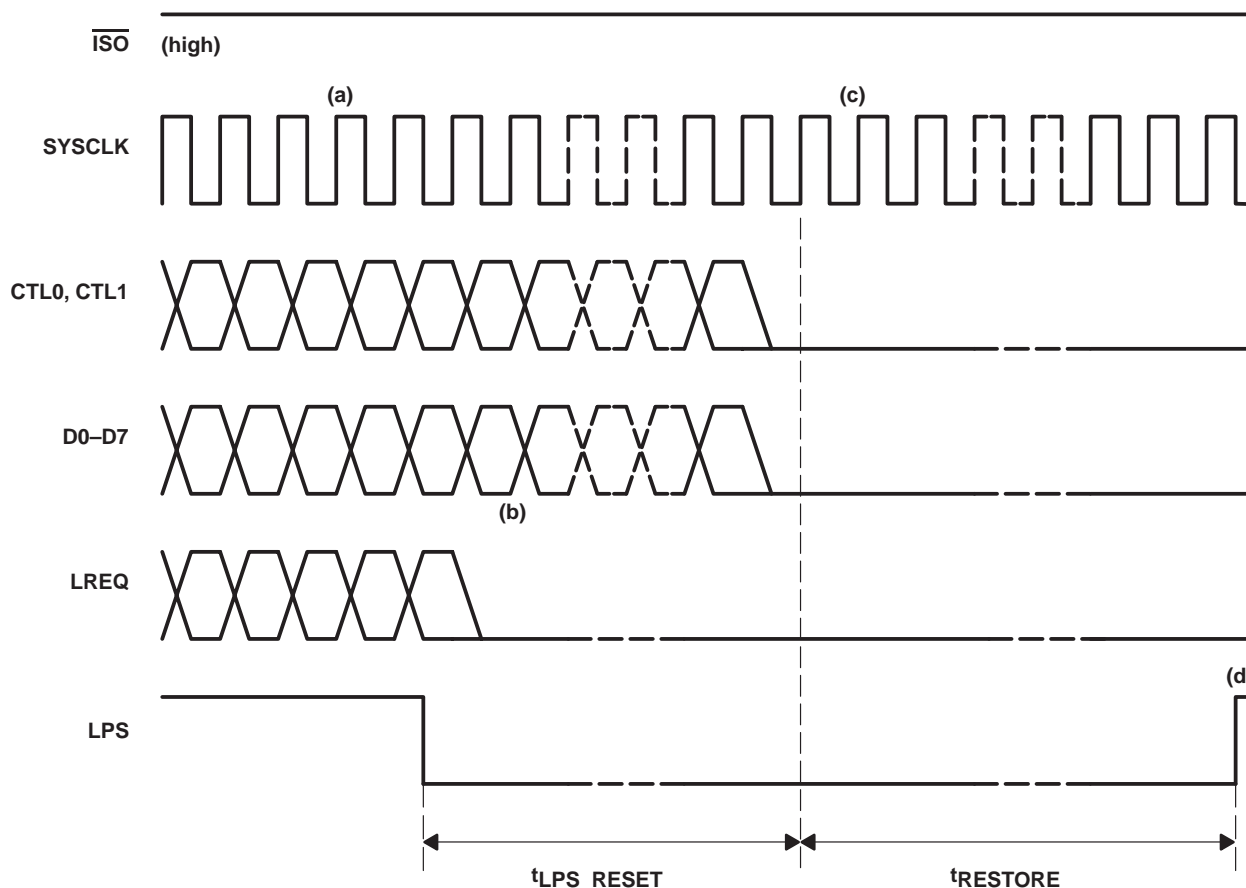 ISO (high)
(a) (c)
SYSCLK
CTL0, CTL1
D0–D7
(b)
LREQ
(d
LPS
tLPS_RESET tRESTORE